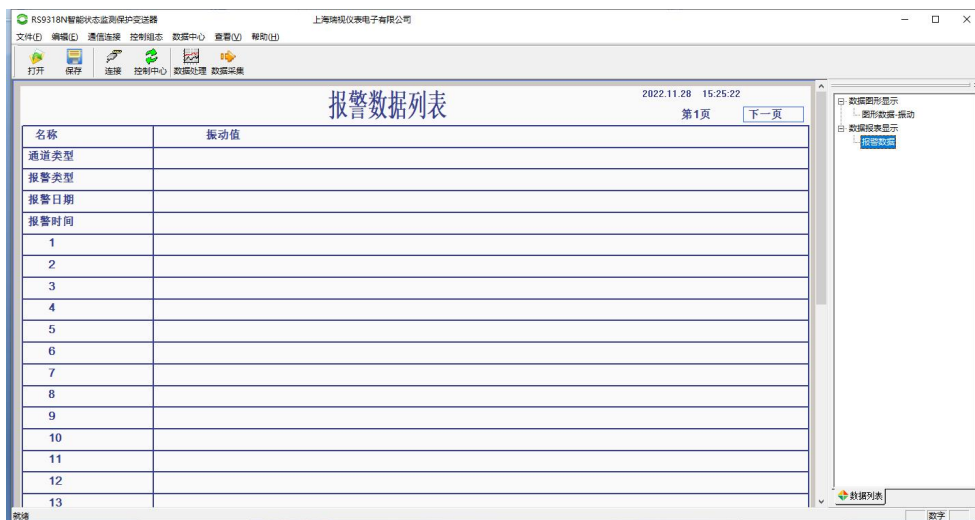 RS9318N智能状态监测保护变送器 上海瑞视仪表电子有限公司
文件(F) 编辑(E) 通信连接 控制组态 数据中心 查看(V) 帮助(H)
打开 保存 连接 控制中心 数据处理 数据采集
报警数据列表
2022.11.28 15:25:22
第1页 下一页
名称 振动值
通道类型
报警类型
报警日期
报警时间
1
2
3
4
5
6
7
8
9
10
11
12
13
数据图形显示
图形数据-振动
数据报表显示
报警数据
数据列表
就绪 数字